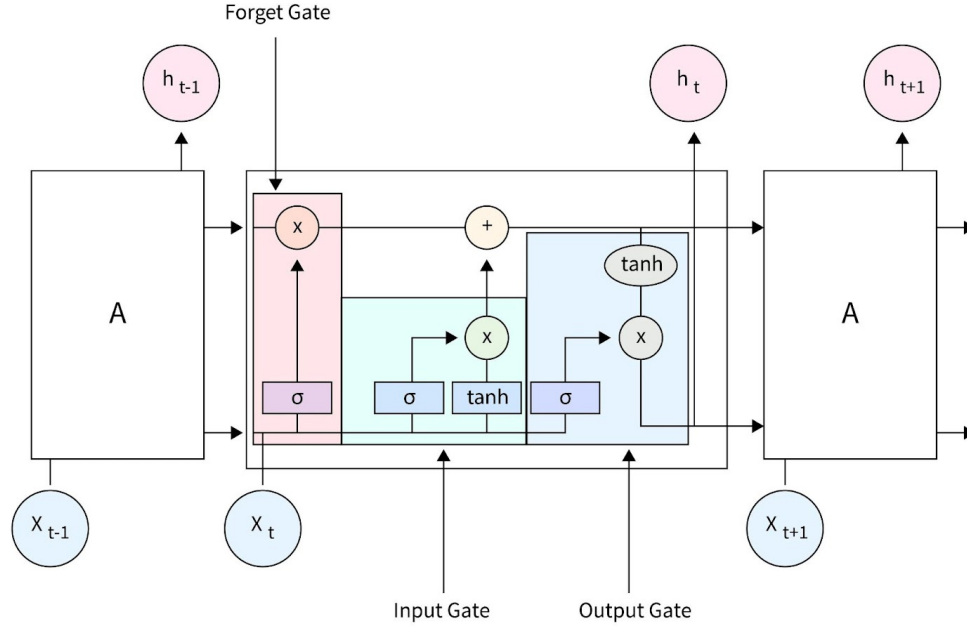 Forget Gate
h t-1
h t
h t+1
x
+
tanh
A
x
x
A
σ
σ
tanh
σ
X t-1
X t
X t+1
Input Gate
Output Gate